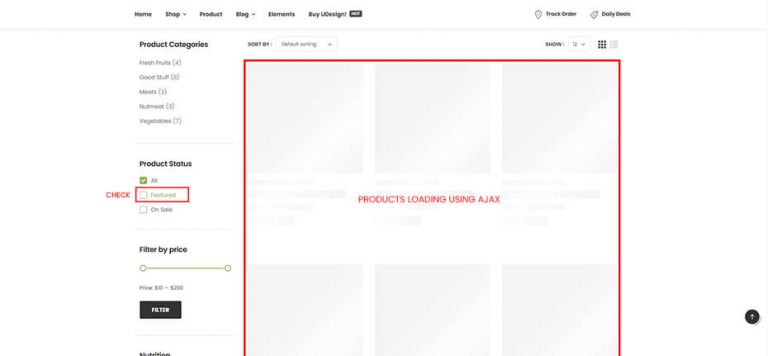 Home Shop Product Blog Elements Buy UDesign! HOT Track Order Daily Deals
Product Categories
SORT BY : Default sorting SHOW : 12
Fresh Fruits (4)
Good Stuff (8)
Meats (3)
Nutmeat (3)
Vegetables (7)
Product Status
All
CHECK Featured
PRODUCTS LOADING USING AJAX
On Sale
Filter by price
Price: $10 — $200
FILTER
Nutrition